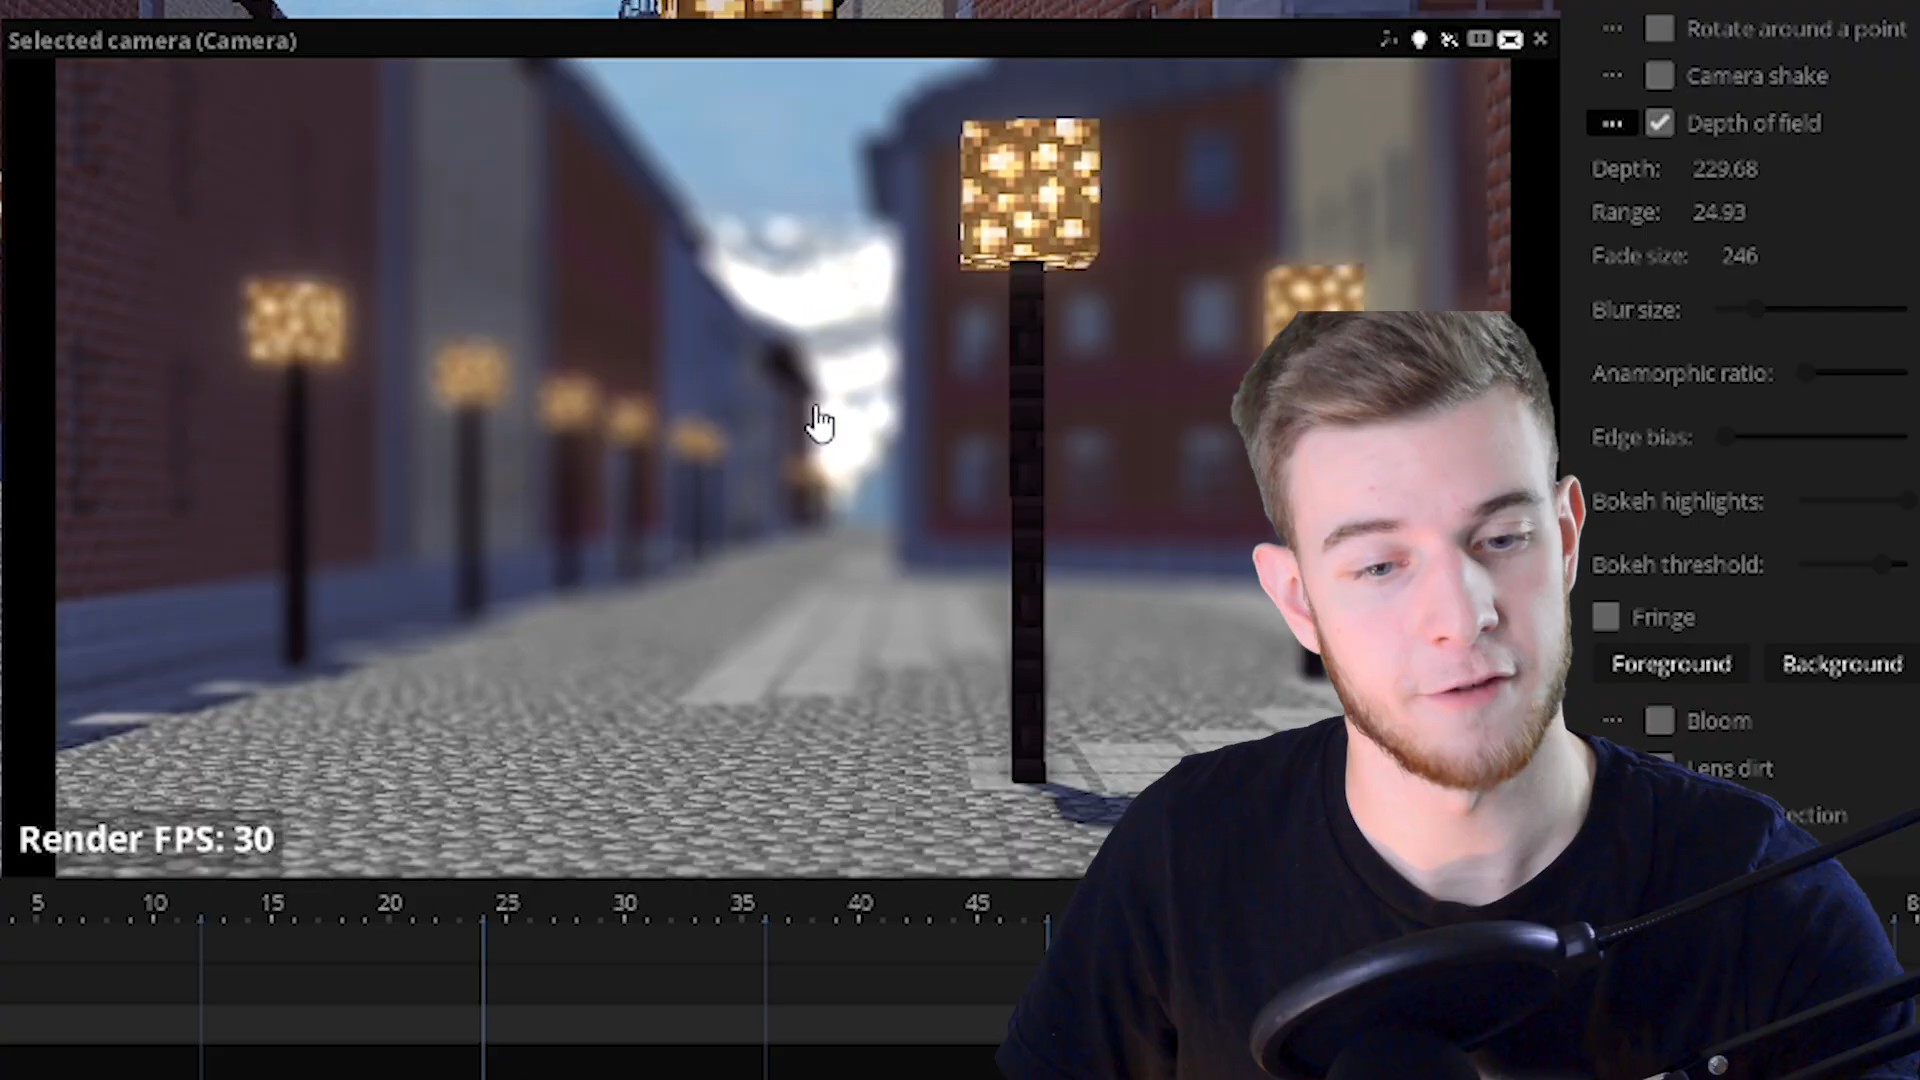 Selected camera (Camera)
Rotate around a point
Camera shake
Depth of field
Depth: 229.68
Range: 24.93
Fade size: 246
Blur size:
Anamorphic ratio:
Edge bias:
Bokeh highlights:
Bokeh threshold:
Fringe
Foreground Background
Bloom
Lens dirt
ection
Render FPS: 30
5 10 15 20 25 30 35 40 45 8